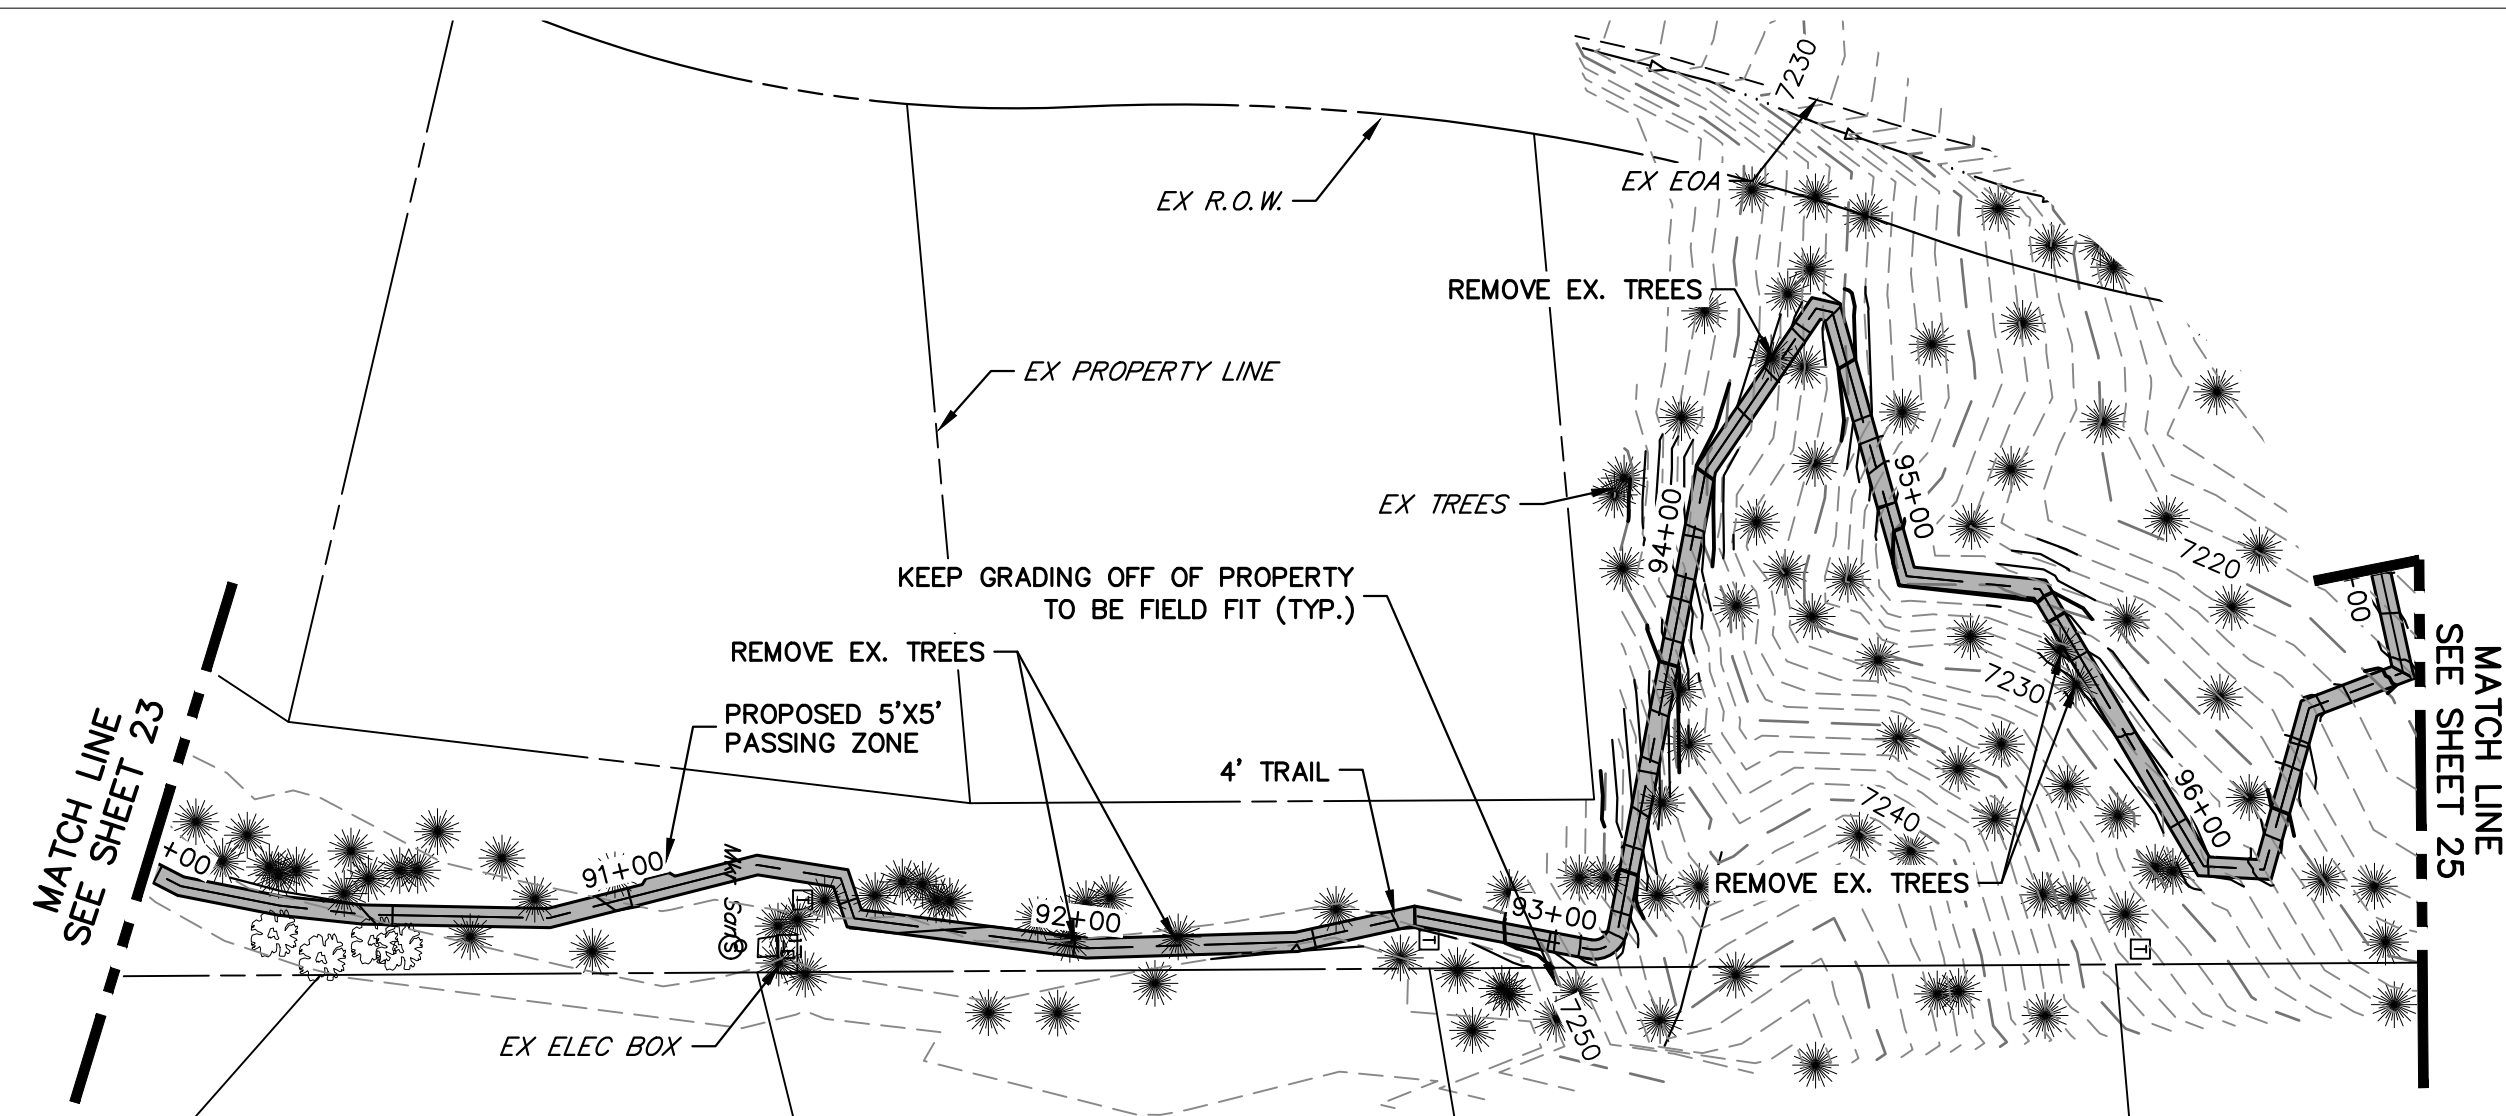 7230
EX EOA
EX R.O.W.
REMOVE EX. TREES
EX PROPERTY LINE
EX TREES
94+00
95+00
7220
KEEP GRADING OFF OF PROPERTY
TO BE FIELD FIT (TYP.)
REMOVE EX. TREES
PROPOSED 5'X5'
PASSING ZONE
4' TRAIL
7230
7240
96+00
+00
MATCH LINE
SEE SHEET 25
MATCH LINE
SEE SHEET 23
+00
91+00
92+00
93+00
REMOVE EX. TREES
T
T
T
EX ELEC BOX
7250